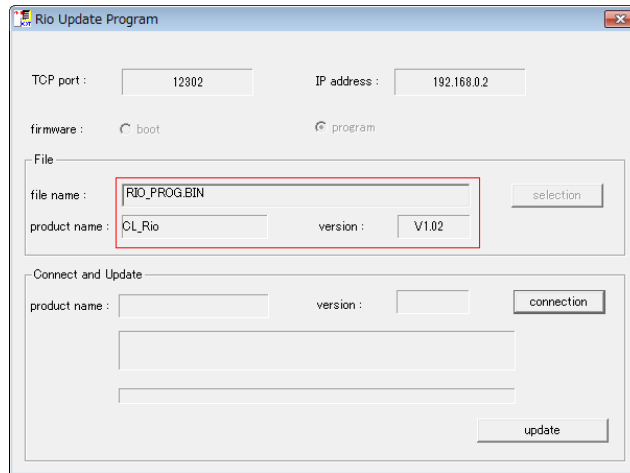 Rio Update Program
TCP port : 12302 IP address : 192.168.0.2
firmware : boot program
File
file name : RIO_PROG.BIN selection
product name : CL_Rio version : V1.02
Connect and Update
product name : version : connection
update